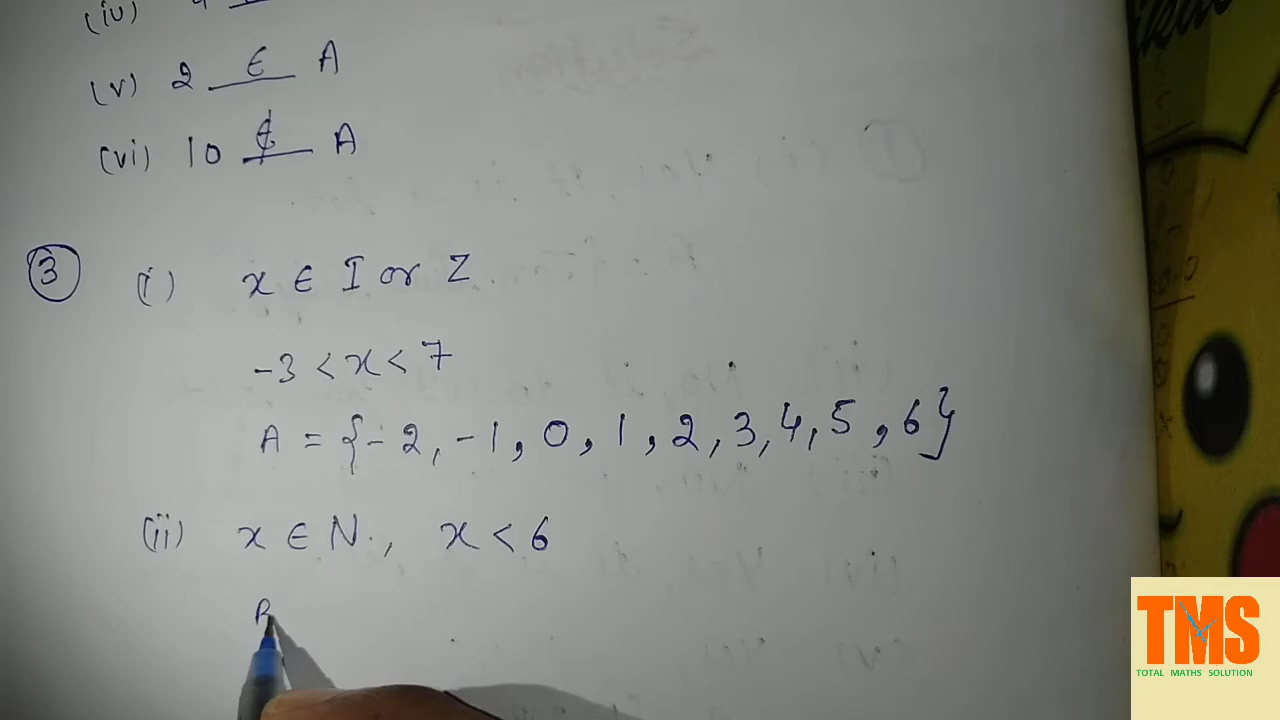 (iv)
(v) 2 ∈ A
(vi) 10 ∉ A
3 (i) x ∈ I or Z
-3 < x < 7
A = {-2, -1, 0, 1, 2, 3, 4, 5, 6}
(ii) x ∈ N., x < 6
TMS
TOTAL MATHS SOLUTION